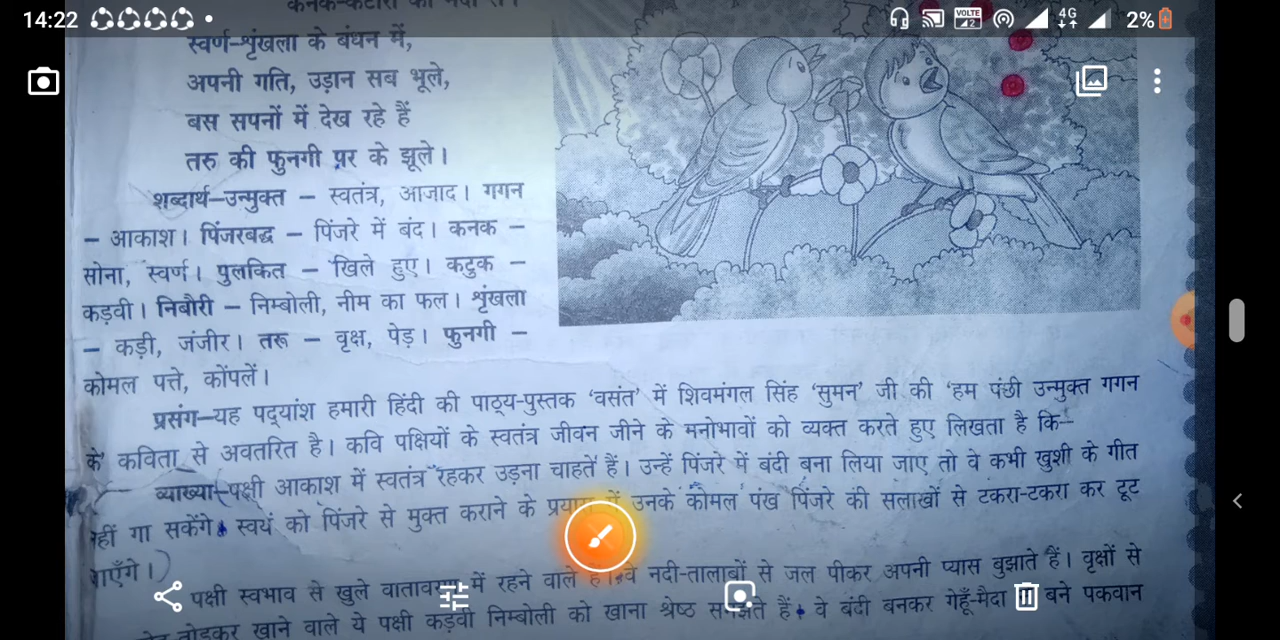 14:22
VOLTE 2
4G
2%
स्वर्ण-शृंखला के बंधन में,
अपनी गति, उड़ान सब भूले,
बस सपनों में देख रहे हैं
तरु की फुनगी पर के झूले।
शब्दार्थ—उन्मुक्त – स्वतंत्र, आजाद। गगन
– आकाश। पिंजरबद्ध – पिंजरे में बंद। कनक –
सोना, स्वर्ण। पुलकित – खिले हुए। कटुक –
कड़वी। निबौरी – निम्बोली, नीम का फल। शृंखला
– कड़ी, जंजीर। तरू – वृक्ष, पेड़। फुनगी –
कोमल पत्ते, कोंपलें।
प्रसंग—यह पद्यांश हमारी हिंदी की पाठ्य-पुस्तक ‘वसंत’ में शिवमंगल सिंह ‘सुमन’ जी की ‘हम पंछी उन्मुक्त गगन
के’ कविता से अवतरित है। कवि पक्षियों के स्वतंत्र जीवन जीने के मनोभावों को व्यक्त करते हुए लिखता है कि—
व्याख्या—पक्षी आकाश में स्वतंत्र रहकर उड़ना चाहते हैं। उन्हें पिंजरे में बंदी बना लिया जाए तो वे कभी खुशी के गीत
नहीं गा सकेंगे। स्वयं को पिंजरे से मुक्त कराने के प्रयास में उनके कोमल पंख पिंजरे की सलाखों से टकरा-टकरा कर टूट
जाएँगे।
पक्षी स्वभाव से खुले वातावरण में रहने वाले हैं। वे नदी-तालाबों से जल पीकर अपनी प्यास बुझाते हैं। वृक्षों से
तोड़कर खाने वाले ये पक्षी कड़वी निम्बोली को खाना श्रेष्ठ समझते हैं। वे बंदी बनकर गेहूँ-मैदा बने पकवान